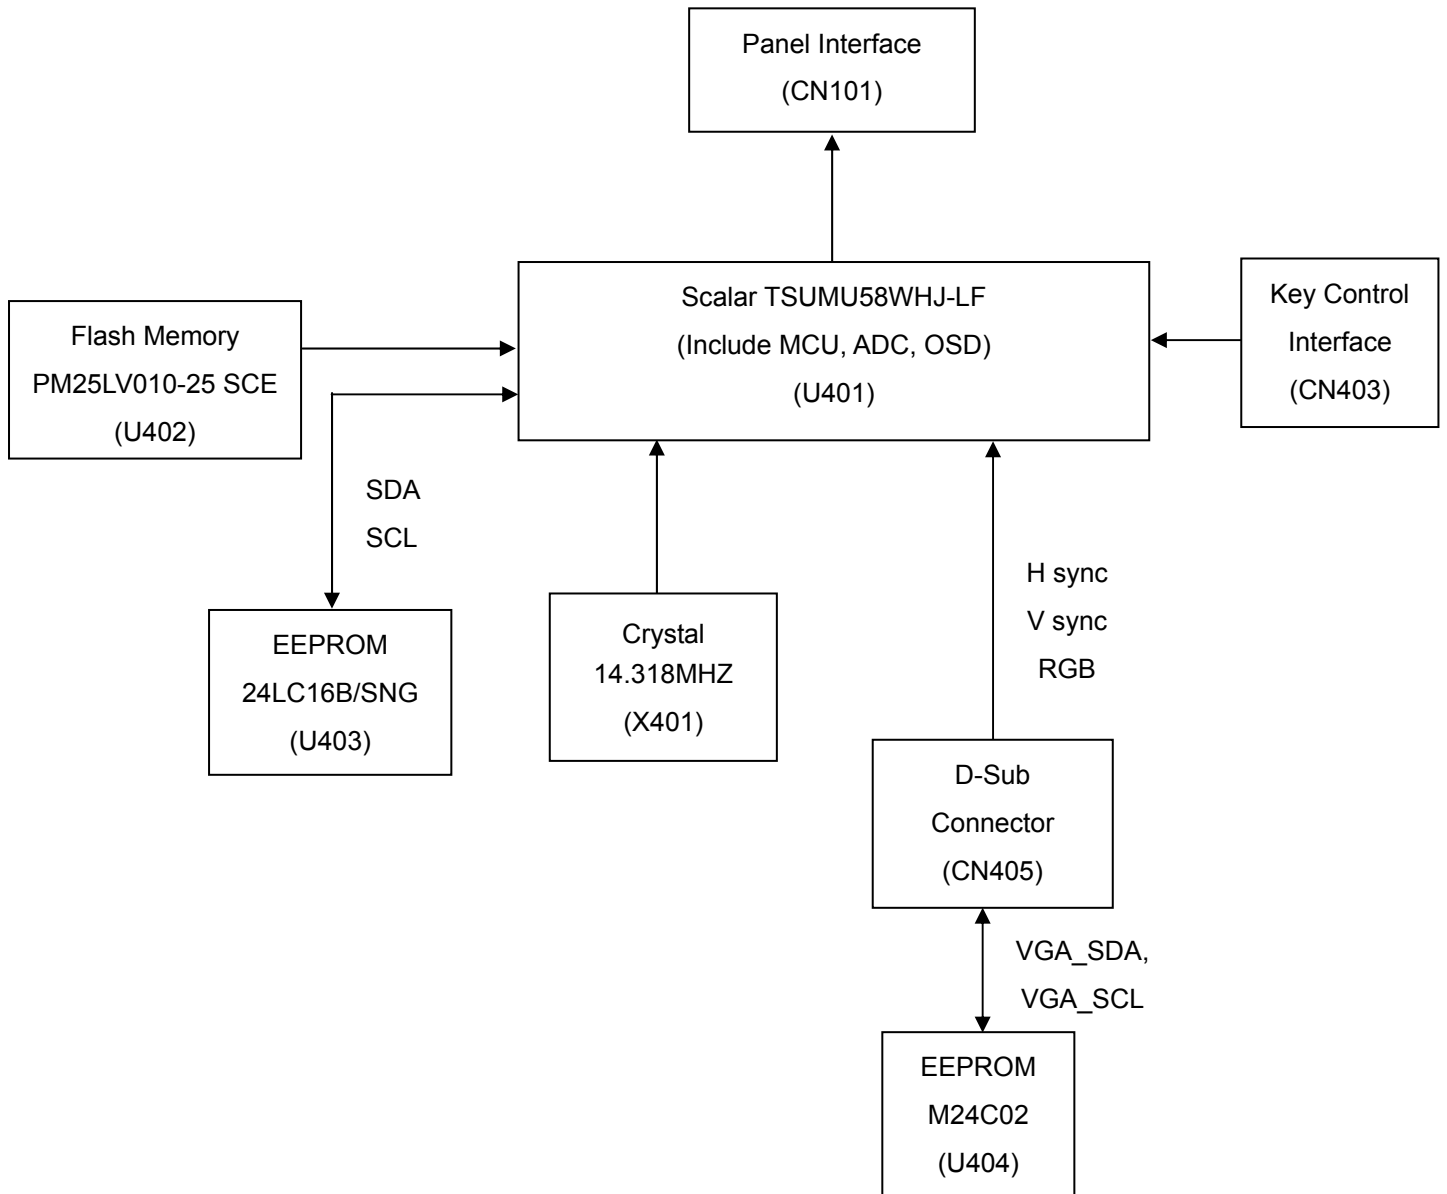 Panel Interface
(CN101)
Scalar TSUMU58WHJ-LF
(Include MCU, ADC, OSD)
(U401)
Key Control
Interface
(CN403)
Flash Memory
PM25LV010-25 SCE
(U402)
SDA
SCL
EEPROM
24LC16B/SNG
(U403)
Crystal
14.318MHZ
(X401)
H sync
V sync
RGB
D-Sub
Connector
(CN405)
VGA_SDA,
VGA_SCL
EEPROM
M24C02
(U404)